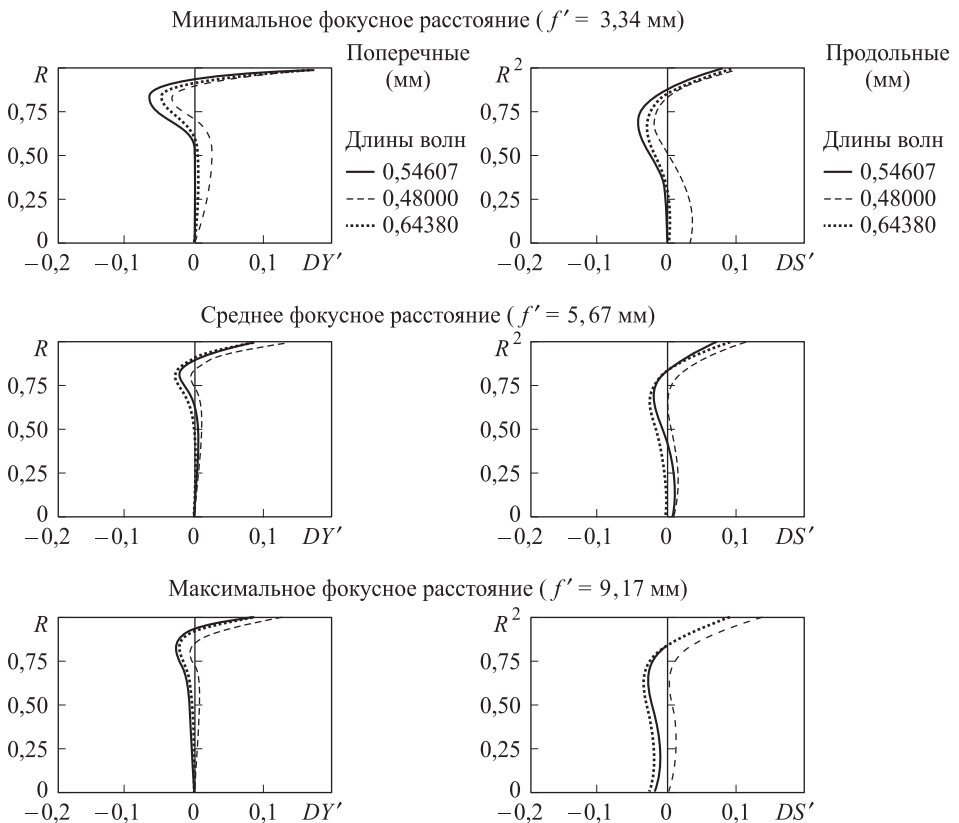 Минимальное фокусное расстояние ( f′ = 3,34 мм)
Поперечные
(мм)
Длины волн
0,54607
0,48000
0,64380
R
0,75
0,50
0,25
0
−0,2 −0,1 0 0,1 DY′
Продольные
(мм)
Длины волн
0,54607
0,48000
0,64380
R²
0,75
0,50
0,25
0
−0,2 −0,1 0 0,1 DS′
Среднее фокусное расстояние ( f′ = 5,67 мм)
R
0,75
0,50
0,25
0
−0,2 −0,1 0 0,1 DY′
R²
0,75
0,50
0,25
0
−0,2 −0,1 0 0,1 DS′
Максимальное фокусное расстояние ( f′ = 9,17 мм)
R
0,75
0,50
0,25
0
−0,2 −0,1 0 0,1 DY′
R²
0,75
0,50
0,25
0
−0,2 −0,1 0 0,1 DS′